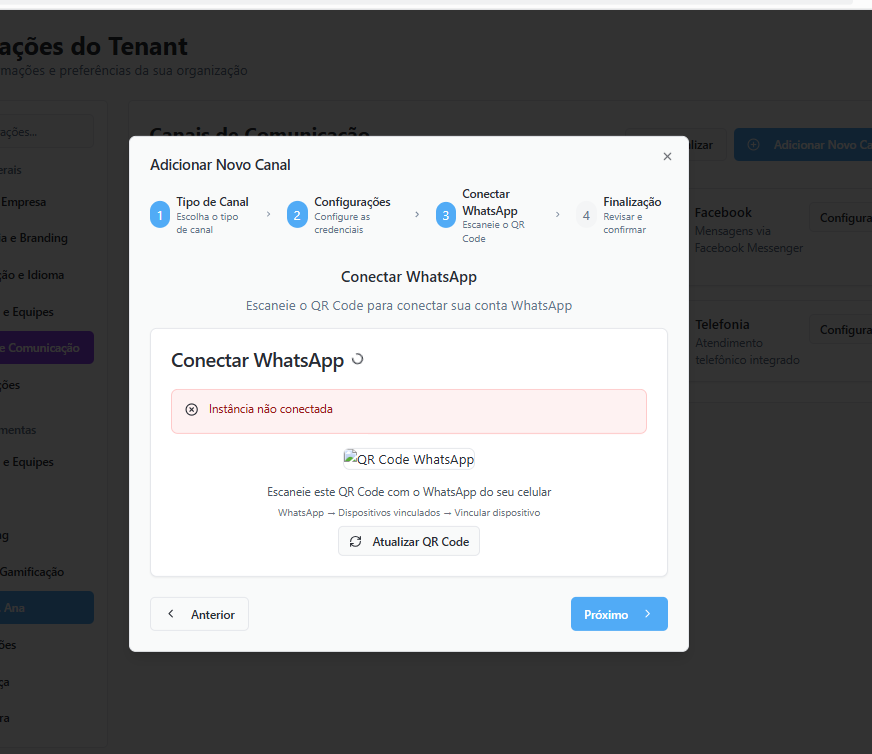 ações do Tenant
mações e preferências da sua organização
ações...
Canais de Comunicação
lizar
Adicionar Novo Ca
erais
Empresa
a e Branding
ção e Idioma
e Equipes
e Comunicação
ções
mentas
e Equipes
ng
Gamificação
Ana
ões
ça
ra
Facebook
Mensagens via
Facebook Messenger
Configura
Telefonia
Atendimento
telefônico integrado
Configura
Adicionar Novo Canal
1
Tipo de Canal
Escolha o tipo
de canal
2
Configurações
Configure as
credenciais
3
Conectar
WhatsApp
Escaneie o QR
Code
4
Finalização
Revisar e
confirmar
Conectar WhatsApp
Escaneie o QR Code para conectar sua conta WhatsApp
Conectar WhatsApp
Instância não conectada
QR Code WhatsApp
Escaneie este QR Code com o WhatsApp do seu celular
WhatsApp → Dispositivos vinculados → Vincular dispositivo
Atualizar QR Code
Anterior
Próximo